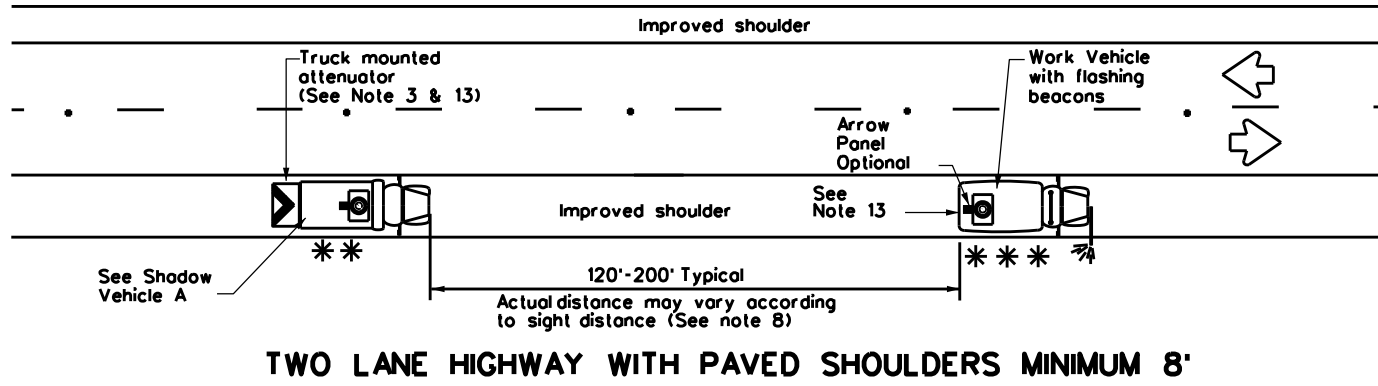 Improved shoulder
Truck mounted
attenuator
(See Note 3 & 13)
Work Vehicle
with flashing
beacons
Arrow
Panel
Optional
See
Note 13
Improved shoulder
* *
* * *
See Shadow
Vehicle A
120'-200' Typical
Actual distance may vary according
to sight distance (See note 8)
TWO LANE HIGHWAY WITH PAVED SHOULDERS MINIMUM 8'